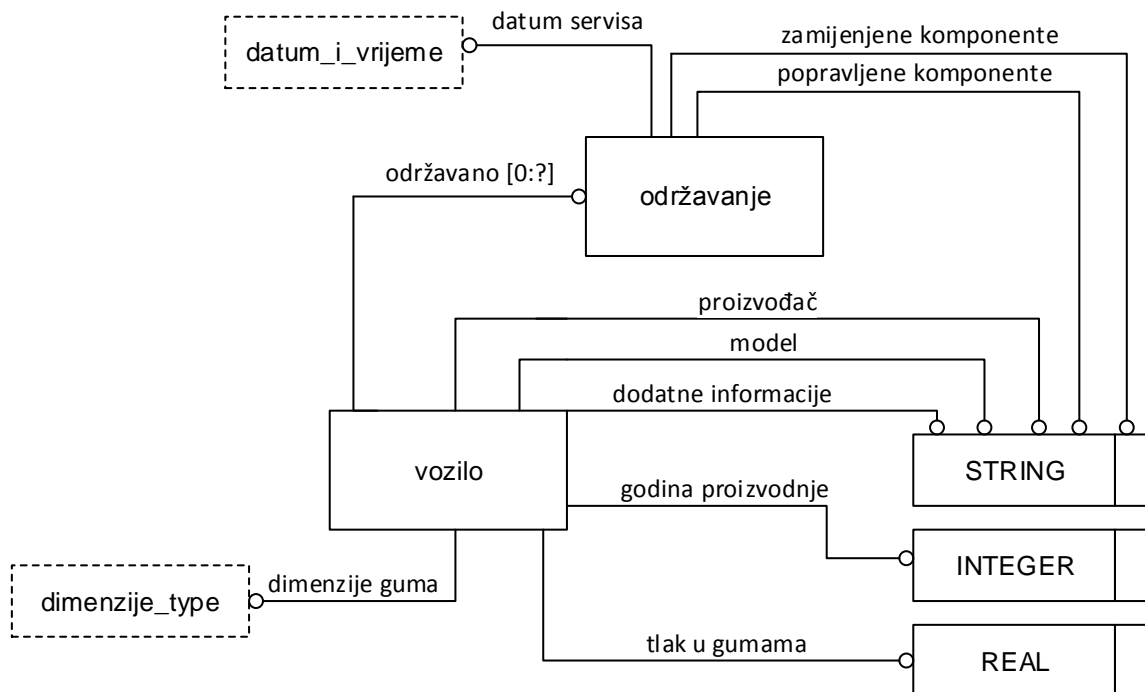 datum servisa
zamijenjene komponente
datum_i_vrijeme
popravljene komponente
održavano [0:?]
održavanje
proizvođač
model
dodatne informacije
vozilo
STRING
godina proizvodnje
INTEGER
dimenzije guma
dimenzije_type
tlak u gumama
REAL